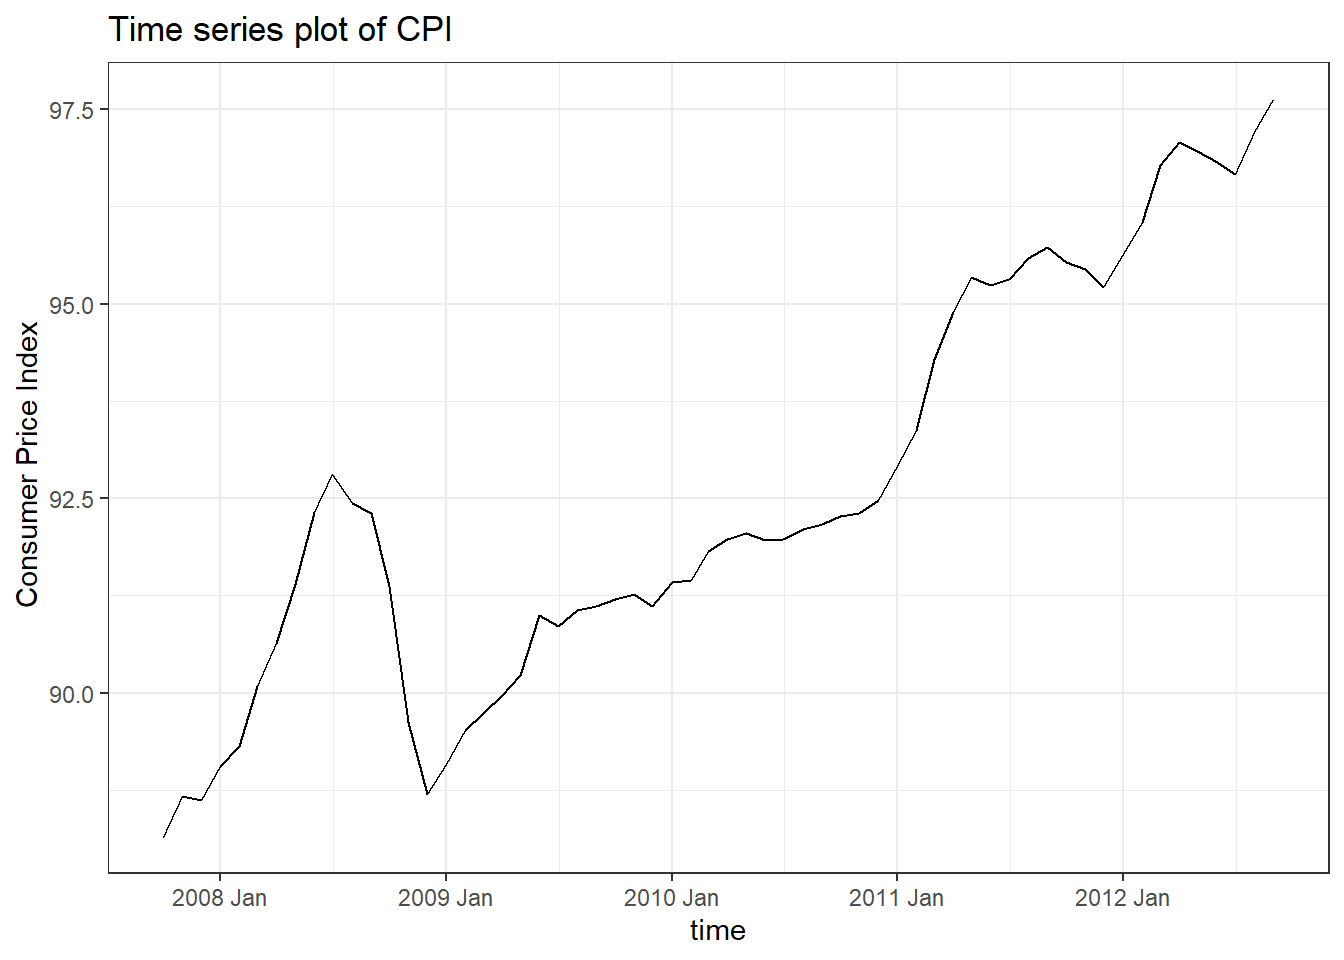 Time series plot of CPI
97.5
95.0
92.5
90.0
Consumer Price Index
2008 Jan
2009 Jan
2010 Jan
2011 Jan
2012 Jan
time